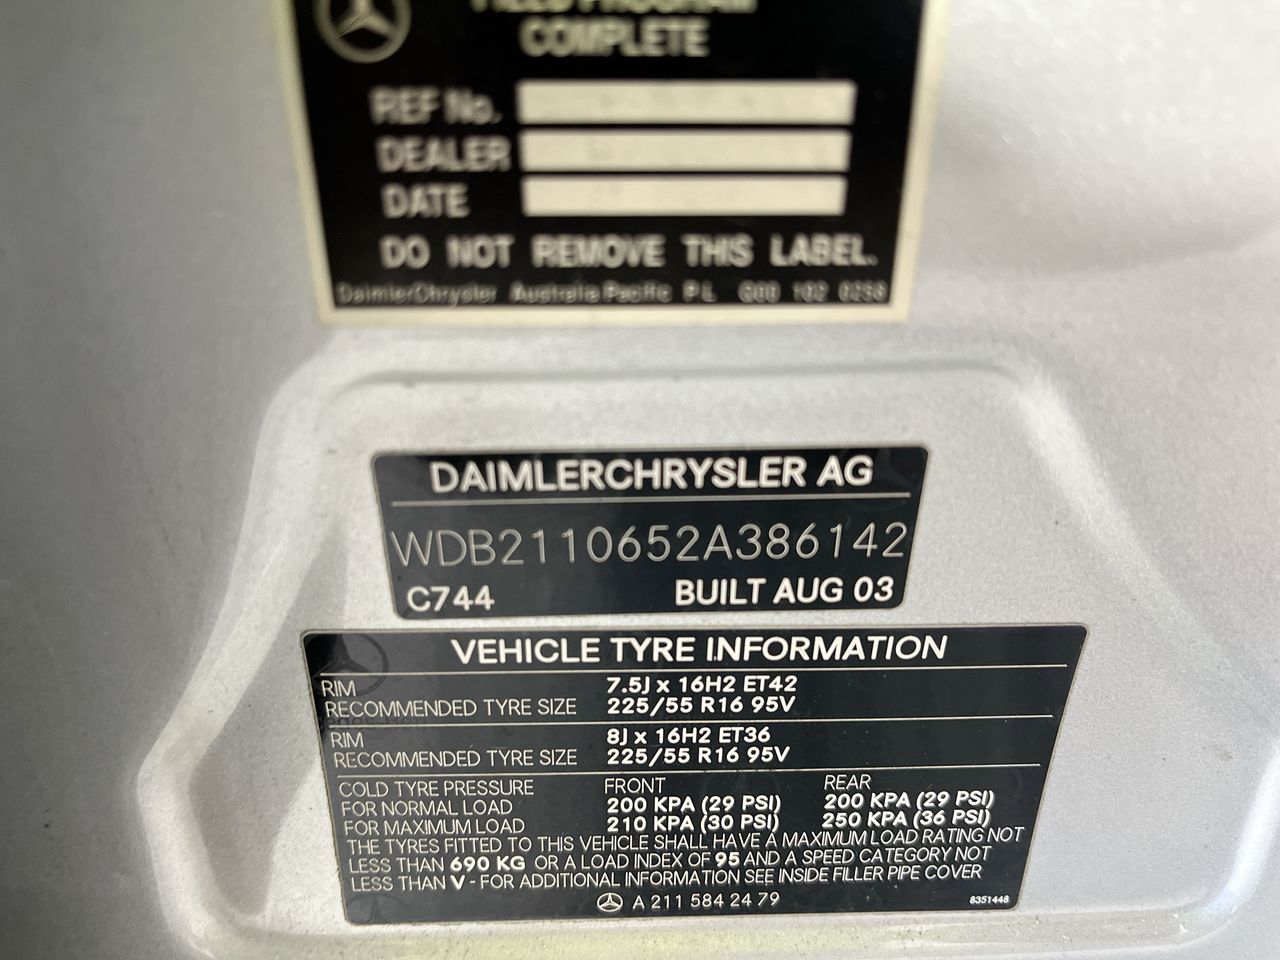 FIELD PROGRAM
COMPLETE
REF No.
DEALER
DATE
DO NOT REMOVE THIS LABEL.
DaimlerChrysler Australia Pacific P L G00 102 0258
DAIMLERCHRYSLER AG
WDB2110652A386142
C744 BUILT AUG 03
VEHICLE TYRE INFORMATION
RIM 7.5J x 16H2 ET42
RECOMMENDED TYRE SIZE 225/55 R16 95V
RIM 8J x 16H2 ET36
RECOMMENDED TYRE SIZE 225/55 R16 95V
COLD TYRE PRESSURE FRONT REAR
FOR NORMAL LOAD 200 KPA (29 PSI) 200 KPA (29 PSI)
FOR MAXIMUM LOAD 210 KPA (30 PSI) 250 KPA (36 PSI)
THE TYRES FITTED TO THIS VEHICLE SHALL HAVE A MAXIMUM LOAD RATING NOT
LESS THAN 690 KG OR A LOAD INDEX OF 95 AND A SPEED CATEGORY NOT
LESS THAN V - FOR ADDITIONAL INFORMATION SEE INSIDE FILLER PIPE COVER
A 211 584 24 79
8351448